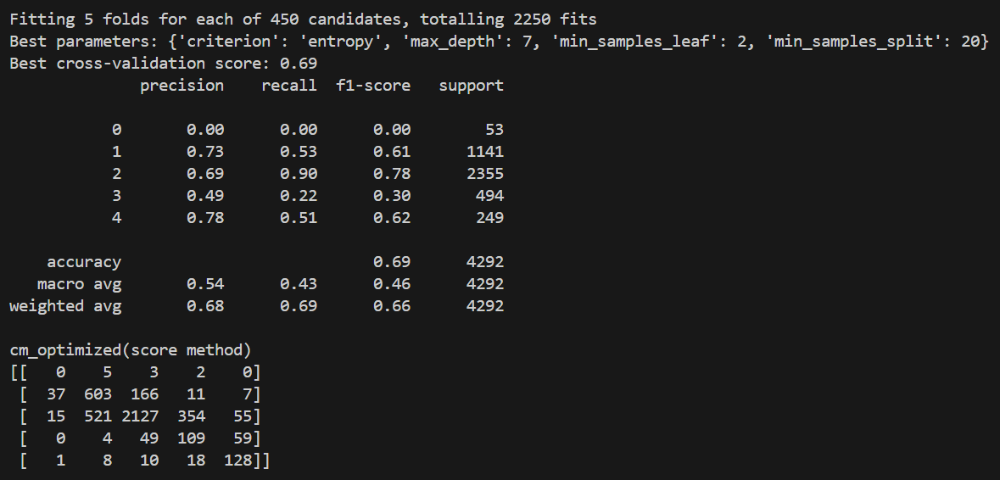 Fitting 5 folds for each of 450 candidates, totalling 2250 fits
Best parameters: {'criterion': 'entropy', 'max_depth': 7, 'min_samples_leaf': 2, 'min_samples_split': 20}
Best cross-validation score: 0.69
              precision    recall  f1-score   support

           0       0.00      0.00      0.00        53
           1       0.73      0.53      0.61      1141
           2       0.69      0.90      0.78      2355
           3       0.49      0.22      0.30       494
           4       0.78      0.51      0.62       249

    accuracy                           0.69      4292
   macro avg       0.54      0.43      0.46      4292
weighted avg       0.68      0.69      0.66      4292

cm_optimized(score method)
[[   0    5    3    2    0]
 [  37  603  166   11    7]
 [  15  521 2127  354   55]
 [   0    4   49  109   59]
 [   1    8   10   18  128]]